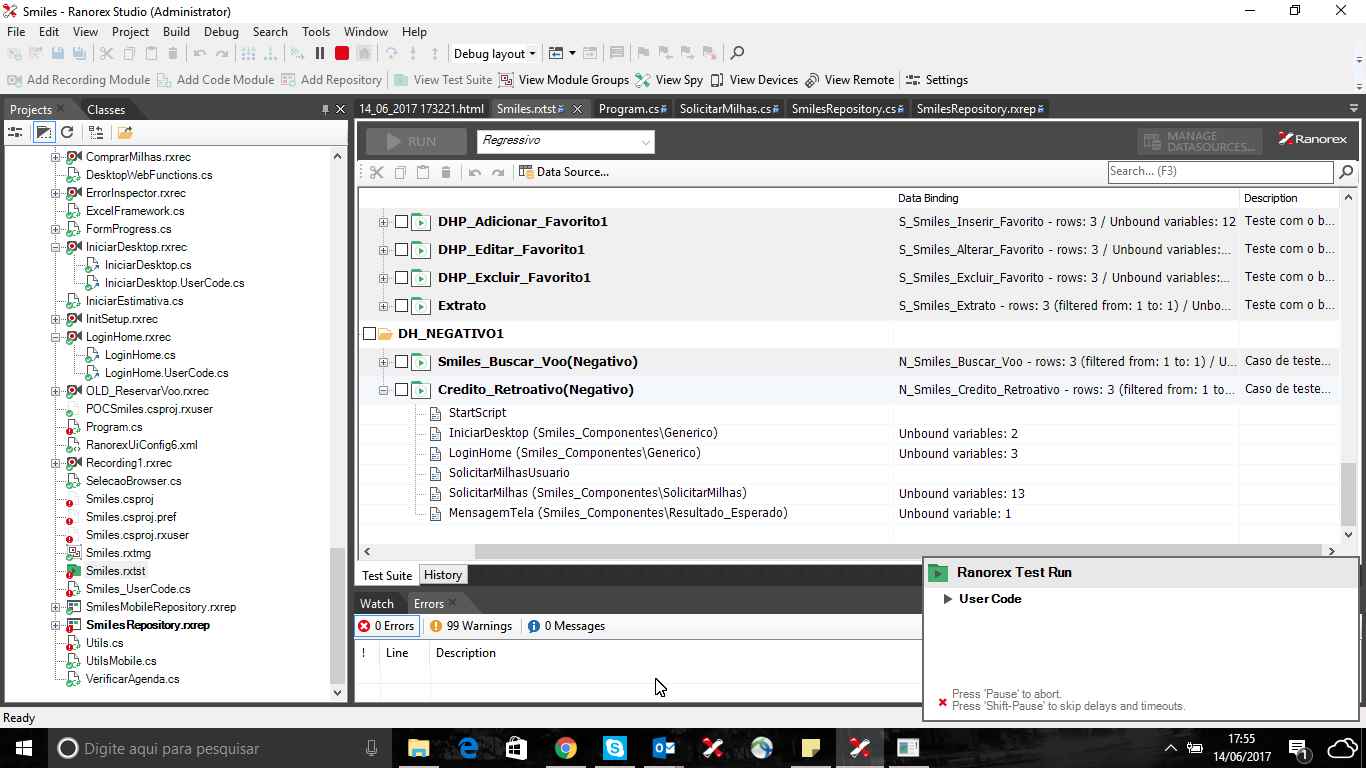 Smiles - Ranorex Studio (Administrator)
File Edit View Project Build Debug Search Tools Window Help
Debug layout
Add Recording Module Add Code Module Add Repository View Test Suite View Module Groups View Spy View Devices View Remote Settings
Projects Classes
14_06_2017 173221.html Smiles.rxtst Program.cs SolicitarMilhas.cs SmilesRepository.cs SmilesRepository.rxrep
RUN Regressivo MANAGE DATASOURCES... Ranorex
Data Source... Search... (F3)
Data Binding Description
ComprarMilhas.rxrec
DesktopWebFunctions.cs
ErrorInspector.rxrec
ExcelFramework.cs
FormProgress.cs
IniciarDesktop.rxrec
IniciarDesktop.cs
IniciarDesktop.UserCode.cs
IniciarEstimativa.cs
InitSetup.rxrec
LoginHome.rxrec
LoginHome.cs
LoginHome.UserCode.cs
OLD_ReservarVoo.rxrec
POCSmiles.csproj.rxuser
Program.cs
RanorexUiConfig6.xml
Recording1.rxrec
SelecaoBrowser.cs
Smiles.csproj
Smiles.csproj.pref
Smiles.csproj.rxuser
Smiles.rxtmg
Smiles.rxtst
Smiles_UserCode.cs
SmilesMobileRepository.rxrep
SmilesRepository.rxrep
Utils.cs
UtilsMobile.cs
VerificarAgenda.cs
DHP_Adicionar_Favorito1 S_Smiles_Inserir_Favorito - rows: 3 / Unbound variables: 12 Teste com o b...
DHP_Editar_Favorito1 S_Smiles_Alterar_Favorito - rows: 3 / Unbound variables:... Teste com o b...
DHP_Excluir_Favorito1 S_Smiles_Excluir_Favorito - rows: 3 / Unbound variables:... Teste com o b...
Extrato S_Smiles_Extrato - rows: 3 (filtered from: 1 to: 1) / Unbo... Teste com o b...
DH_NEGATIVO1
Smiles_Buscar_Voo(Negativo) N_Smiles_Buscar_Voo - rows: 3 (filtered from: 1 to: 1) / U... Caso de teste...
Credito_Retroativo(Negativo) N_Smiles_Credito_Retroativo - rows: 3 (filtered from: 1 to... Caso de teste...
StartScript
IniciarDesktop (Smiles_Componentes\Generico) Unbound variables: 2
LoginHome (Smiles_Componentes\Generico) Unbound variables: 3
SolicitarMilhasUsuario
SolicitarMilhas (Smiles_Componentes\SolicitarMilhas) Unbound variables: 13
MensagemTela (Smiles_Componentes\Resultado_Esperado) Unbound variable: 1
Test Suite History
Watch Errors
0 Errors 99 Warnings 0 Messages
! Line Description
Ranorex Test Run
User Code
Press 'Pause' to abort.
Press 'Shift-Pause' to skip delays and timeouts.
Ready
Digite aqui para pesquisar
17:55
14/06/2017
1